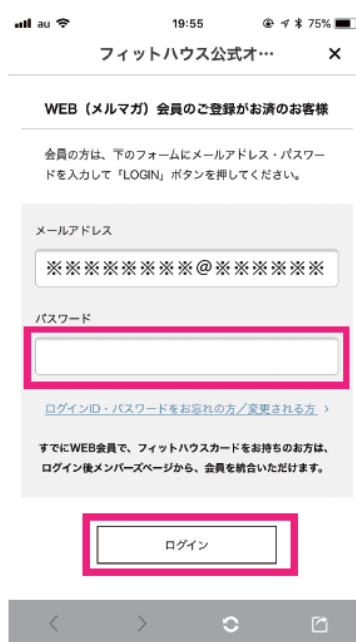 au 19:55 75%
フィットハウス公式オ… ×
WEB（メルマガ）会員のご登録がお済のお客様
会員の方は、下のフォームにメールアドレス・パスワー
ドを入力して「LOGIN」ボタンを押してください。
メールアドレス
※※※※※※※※@※※※※※※
パスワード
ログインID・パスワードをお忘れの方／変更される方 >
すでにWEB会員で、フィットハウスカードをお持ちのお方は、
ログイン後メンバーズページから、会員を統合いただけます。
ログイン